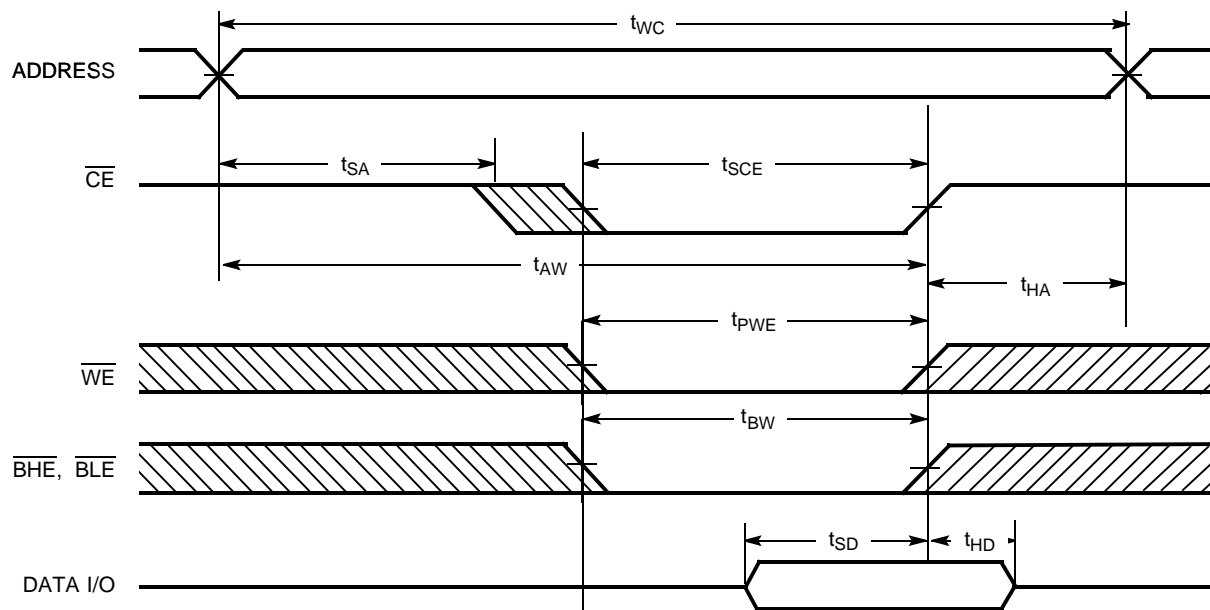 tWC
ADDRESS
tSA
tSCE
CE
tAW
tHA
tPWE
WE
tBW
BHE, BLE
tSD
tHD
DATA I/O